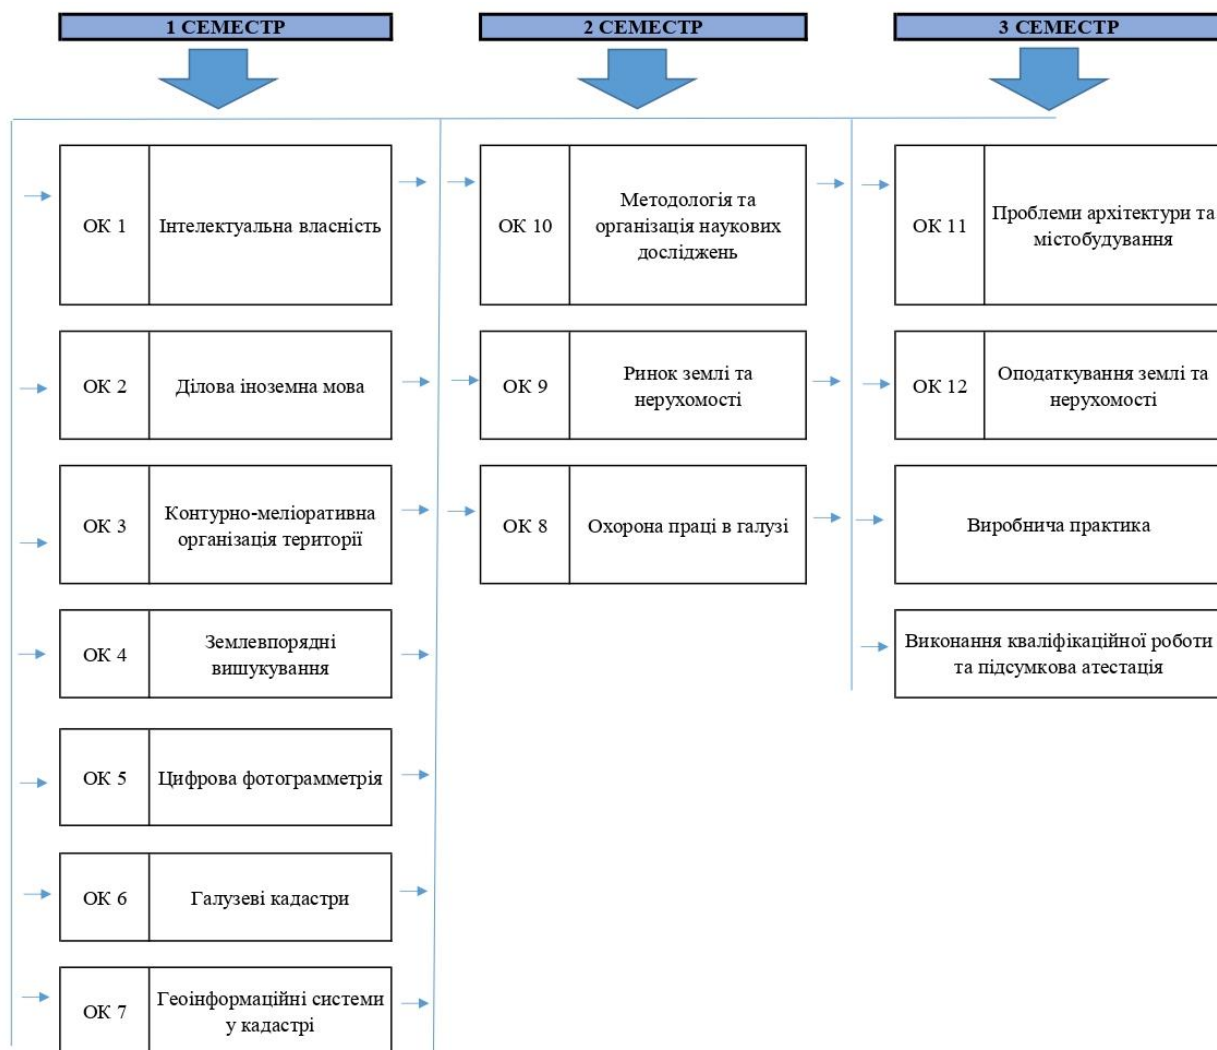 1 СЕМЕСТР
2 СЕМЕСТР
3 СЕМЕСТР
ОК 1
Інтелектуальна власність
ОК 2
Ділова іноземна мова
ОК 3
Контурно-меліоративна
організація території
ОК 4
Землевпорядні
вишукування
ОК 5
Цифрова фотограмметрія
ОК 6
Галузеві кадастри
ОК 7
Геоінформаційні системи
у кадастрі
ОК 10
Методологія та
організація наукових
досліджень
ОК 9
Ринок землі та
нерухомості
ОК 8
Охорона праці в галузі
ОК 11
Проблеми архітектури та
містобудування
ОК 12
Оподаткування землі та
нерухомості
Виробнича практика
Виконання кваліфікаційної роботи
та підсумкова атестація